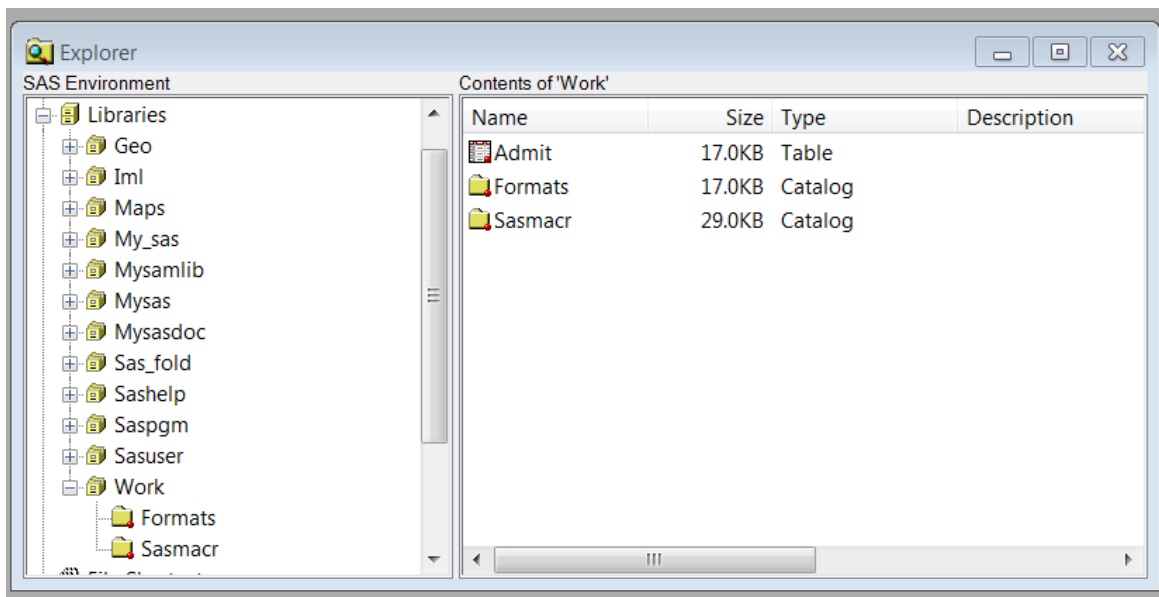 Explorer
SAS Environment
Contents of 'Work'
Libraries
Geo
Iml
Maps
My_sas
Mysamlib
Mysas
Mysasdoc
Sas_fold
Sashelp
Saspgm
Sasuser
Work
Formats
Sasmacr
Name Size Type Description
Admit 17.0KB Table
Formats 17.0KB Catalog
Sasmacr 29.0KB Catalog